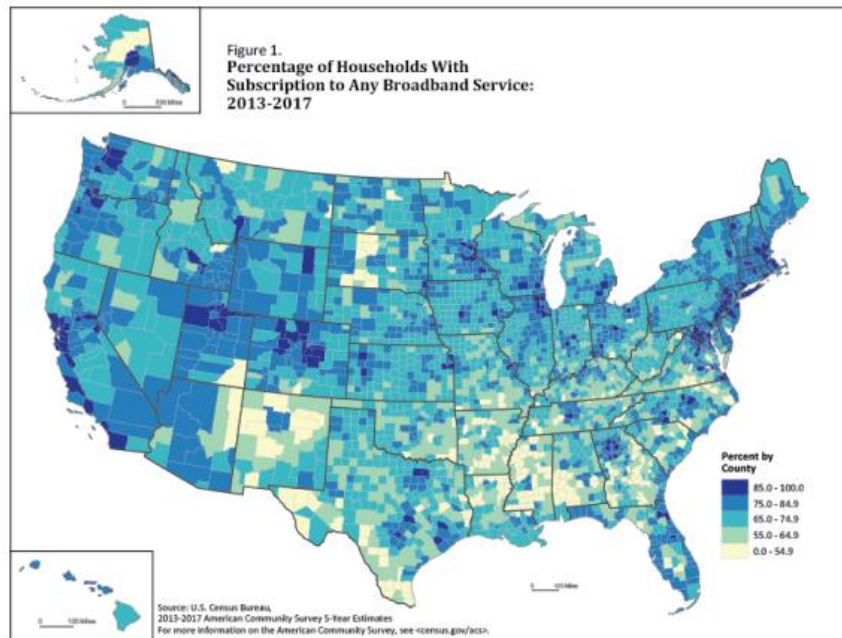 Figure 1.
Percentage of Households With
Subscription to Any Broadband Service:
2013-2017
Percent by
County
85.0 - 100.0
75.0 - 84.9
65.0 - 74.9
55.0 - 64.9
0.0 - 54.9
0
100 Miles
Source: U.S. Census Bureau,
2013-2017 American Community Survey 5-Year Estimates
For more information on the American Community Survey, see <census.gov/acs>.